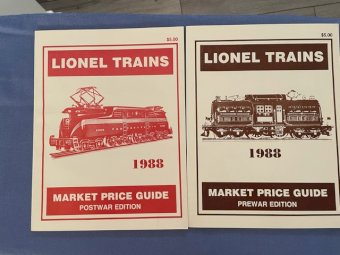 $5.00
LIONEL TRAINS
1988
MARKET PRICE GUIDE
POSTWAR EDITION
$5.00
LIONEL TRAINS
1988
MARKET PRICE GUIDE
PREWAR EDITION